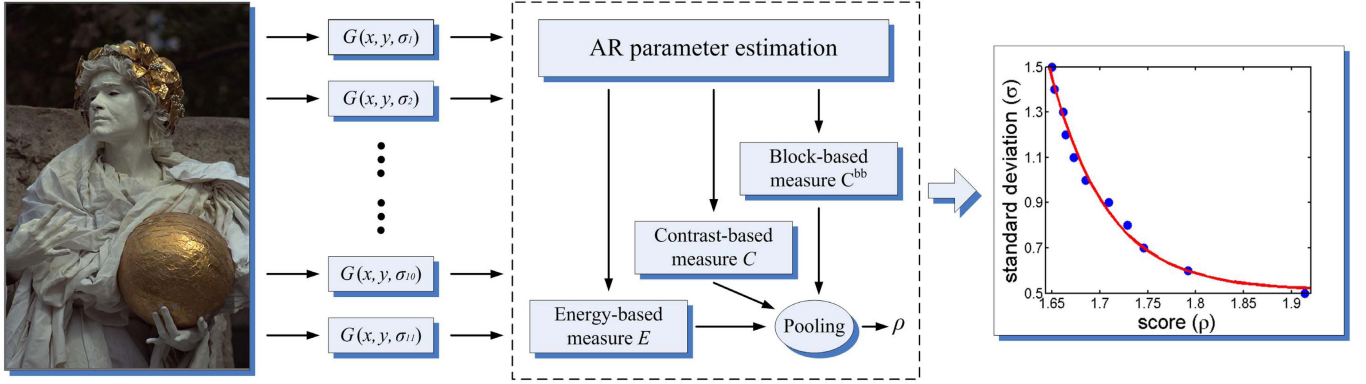 G(x, y, σ₁)
G(x, y, σ₂)
G(x, y, σ₁₀)
G(x, y, σ₁₁)
AR parameter estimation
Block-based
measure Cᵇᵇ
Contrast-based
measure C
Energy-based
measure E
Pooling
ρ
standard deviation (σ)
1.5
1.3
1.1
0.9
0.7
0.5
1.65
1.7
1.75
1.8
1.85
1.9
score (ρ)